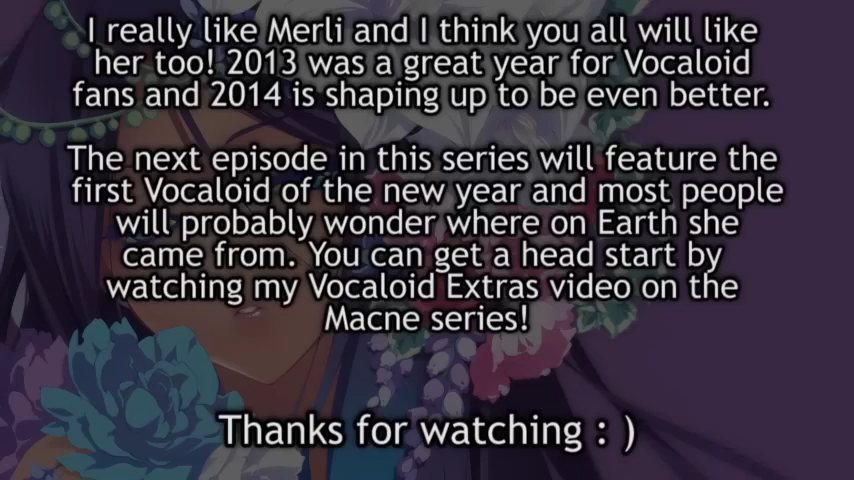 I really like Merli and I think you all will like
her too! 2013 was a great year for Vocaloid
fans and 2014 is shaping up to be even better.
The next episode in this series will feature the
first Vocaloid of the new year and most people
will probably wonder where on Earth she
came from. You can get a head start by
watching my Vocaloid Extras video on the
Macne series!
Thanks for watching : )